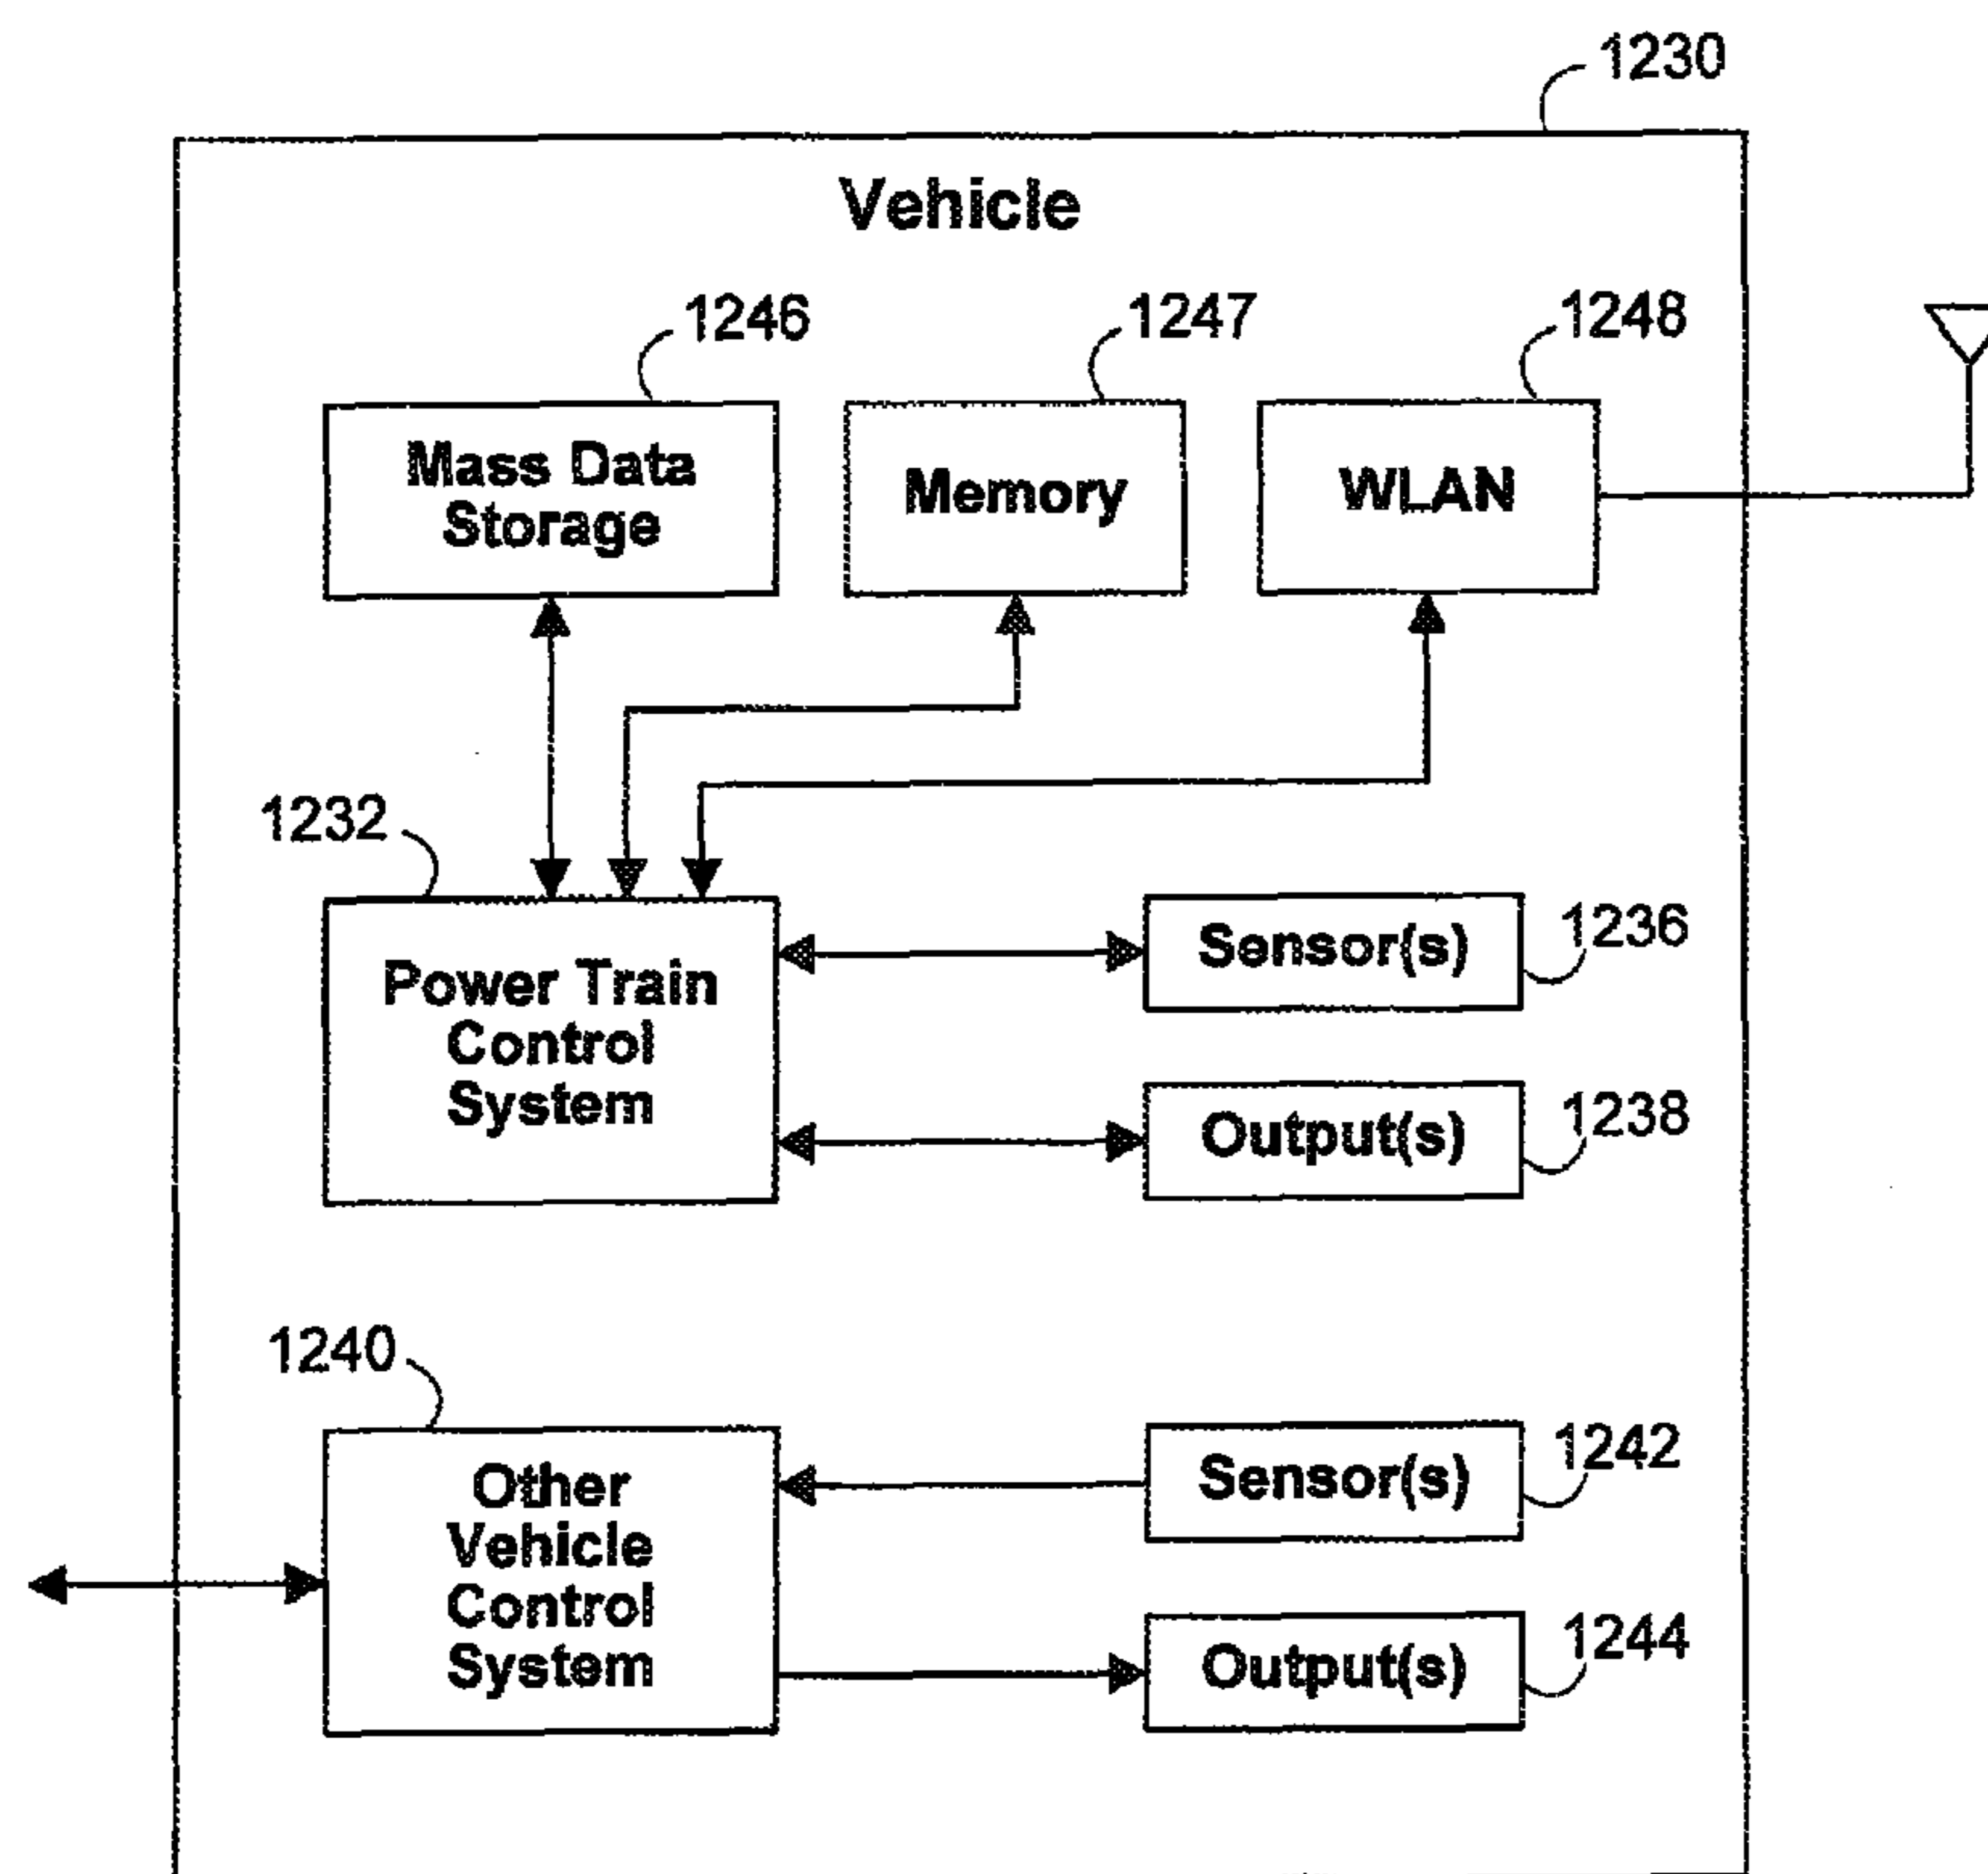 1230
Vehicle
1246
1247
1248
Mass Data
Storage
Memory
WLAN
1232
Power Train
Control
System
Sensor(s)
1236
Output(s)
1238
1240
Other
Vehicle
Control
System
Sensor(s)
1242
Output(s)
1244